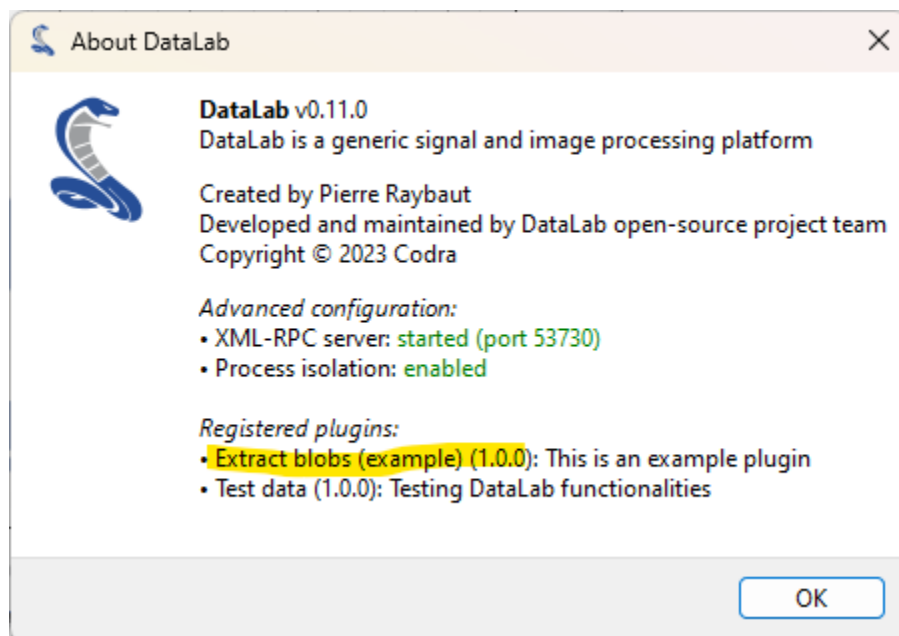 About DataLab
DataLab v0.11.0
DataLab is a generic signal and image processing platform
Created by Pierre Raybaut
Developed and maintained by DataLab open-source project team
Copyright © 2023 Codra
Advanced configuration:
• XML-RPC server: started (port 53730)
• Process isolation: enabled
Registered plugins:
• Extract blobs (example) (1.0.0): This is an example plugin
• Test data (1.0.0): Testing DataLab functionalities
OK